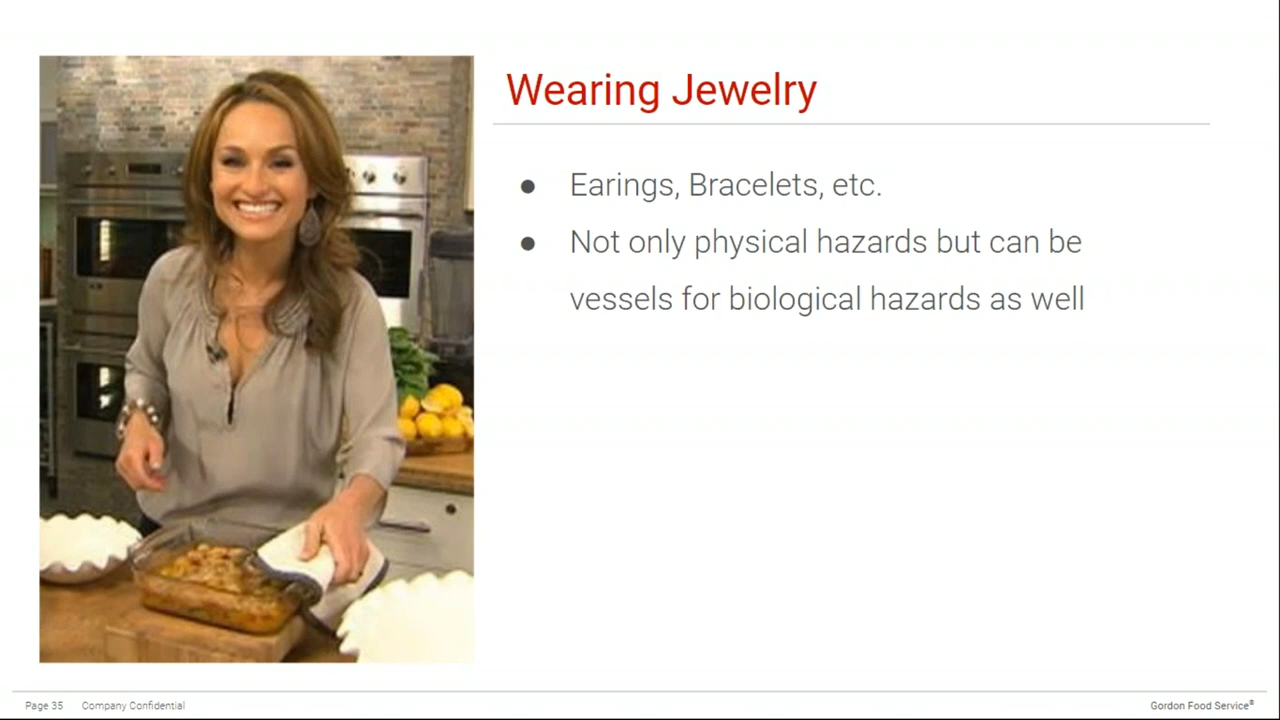 Wearing Jewelry
● Earings, Bracelets, etc.
● Not only physical hazards but can be
vessels for biological hazards as well
Page 35 Company Confidential
Gordon Food Service®